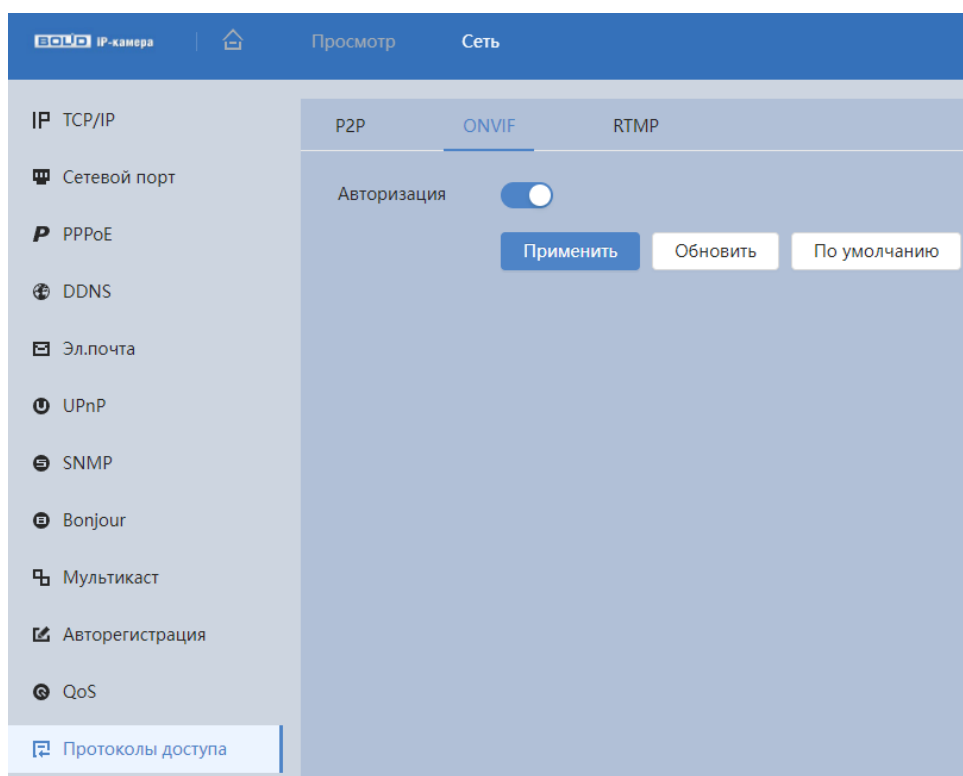 BOLID IP-камера
Просмотр
Сеть
TCP/IP
Сетевой порт
PPPoE
DDNS
Эл.почта
UPnP
SNMP
Bonjour
Мультикаст
Авторегистрация
QoS
Протоколы доступа
P2P
ONVIF
RTMP
Авторизация
Применить
Обновить
По умолчанию